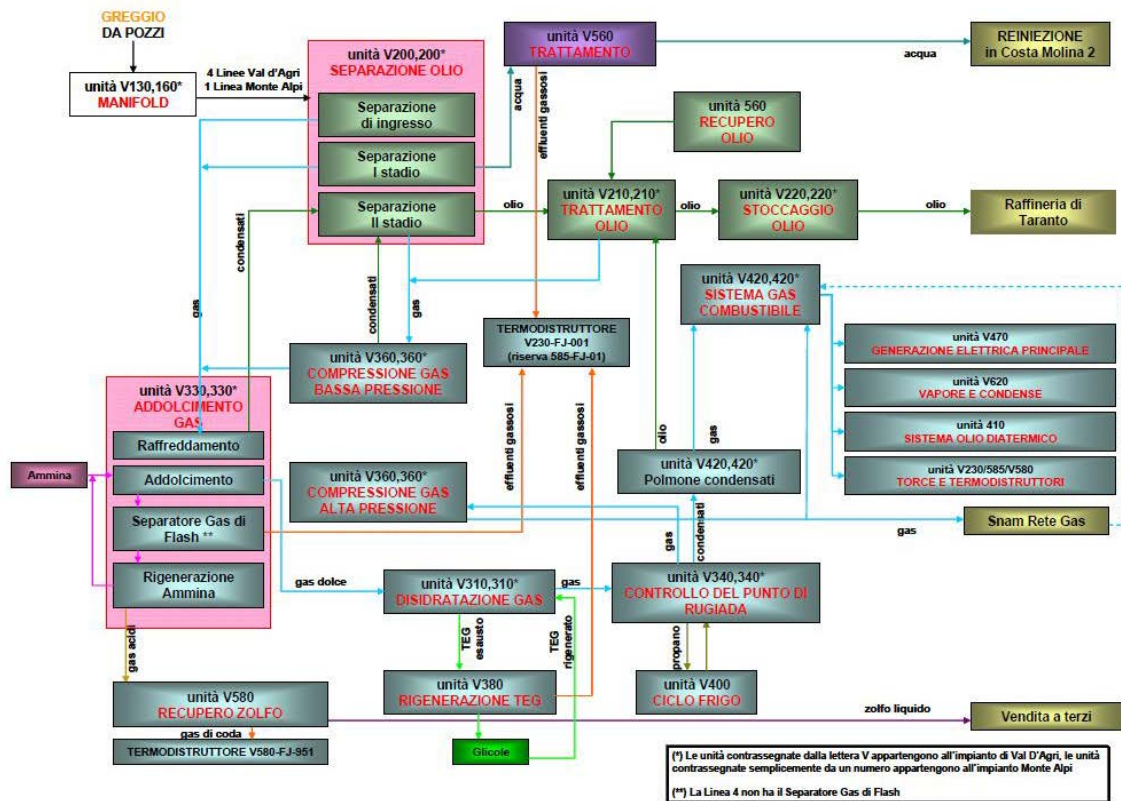 GREGGIO
DA POZZI
unità V130,160*
MANIFOLD
4 Linee Val d'Agri
1 Linea Monte Alpi
unità V200,200*
SEPARAZIONE OLIO
Separazione
di ingresso
Separazione
I stadio
Separazione
II stadio
unità V560
TRATTAMENTO
acqua
acqua
effluenti gassosi
REINIEZIONE
in Costa Molina 2
unità 560
RECUPERO
OLIO
olio
unità V210,210*
TRATTAMENTO
OLIO
olio
unità V220,220*
STOCCAGGIO
OLIO
olio
Raffineria di
Taranto
condensati
gas
condensati
gas
unità V360,360*
COMPRESSIONE GAS
BASSA PRESSIONE
TERMODISTRUTTORE
V230-FJ-001
(riserva 585-FJ-01)
unità V420,420*
SISTEMA GAS
COMBUSTIBILE
unità V470
GENERAZIONE ELETTRICA PRINCIPALE
unità V620
VAPORE E CONDENSE
unità 410
SISTEMA OLIO DIATERMICO
unità V230/585/V580
TORCE E TERMODISTRUTTORI
unità V330,330*
ADDOLCIMENTO
GAS
Raffreddamento
Ammina
Addolcimento
Separatore Gas di
Flash **
Rigenerazione
Ammina
unità V360,360*
COMPRESSIONE GAS
ALTA PRESSIONE
effluenti gassosi
effluenti gassosi
olio
gas
unità V420,420*
Polmone condensati
gas
condensati
gas
Snam Rete Gas
gas dolce
unità V310,310*
DISIDRATAZIONE GAS
gas
unità V340,340*
CONTROLLO DEL PUNTO DI
RUGIADA
TEG
esausto
TEG
rigenerato
propano
gas acidi
unità V580
RECUPERO ZOLFO
unità V380
RIGENERAZIONE TEG
unità V400
CICLO FRIGO
zolfo liquido
Vendita a terzi
gas di coda
TERMODISTRUTTORE V580-FJ-951
Glicole
(*) Le unità contrassegnate dalla lettera V appartengono all'impianto di Val D'Agri, le unità
contrassegnate semplicemente da un numero appartengono all'impianto Monte Alpi
(**) La Linea 4 non ha il Separatore Gas di Flash